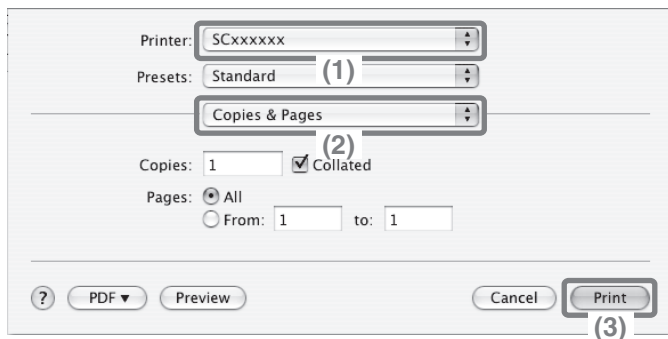 Printer: SCxxxxxx
(1)
Presets: Standard
Copies & Pages
(2)
Copies: 1 Collated
Pages: All
From: 1 to: 1
? PDF Preview Cancel Print
(3)